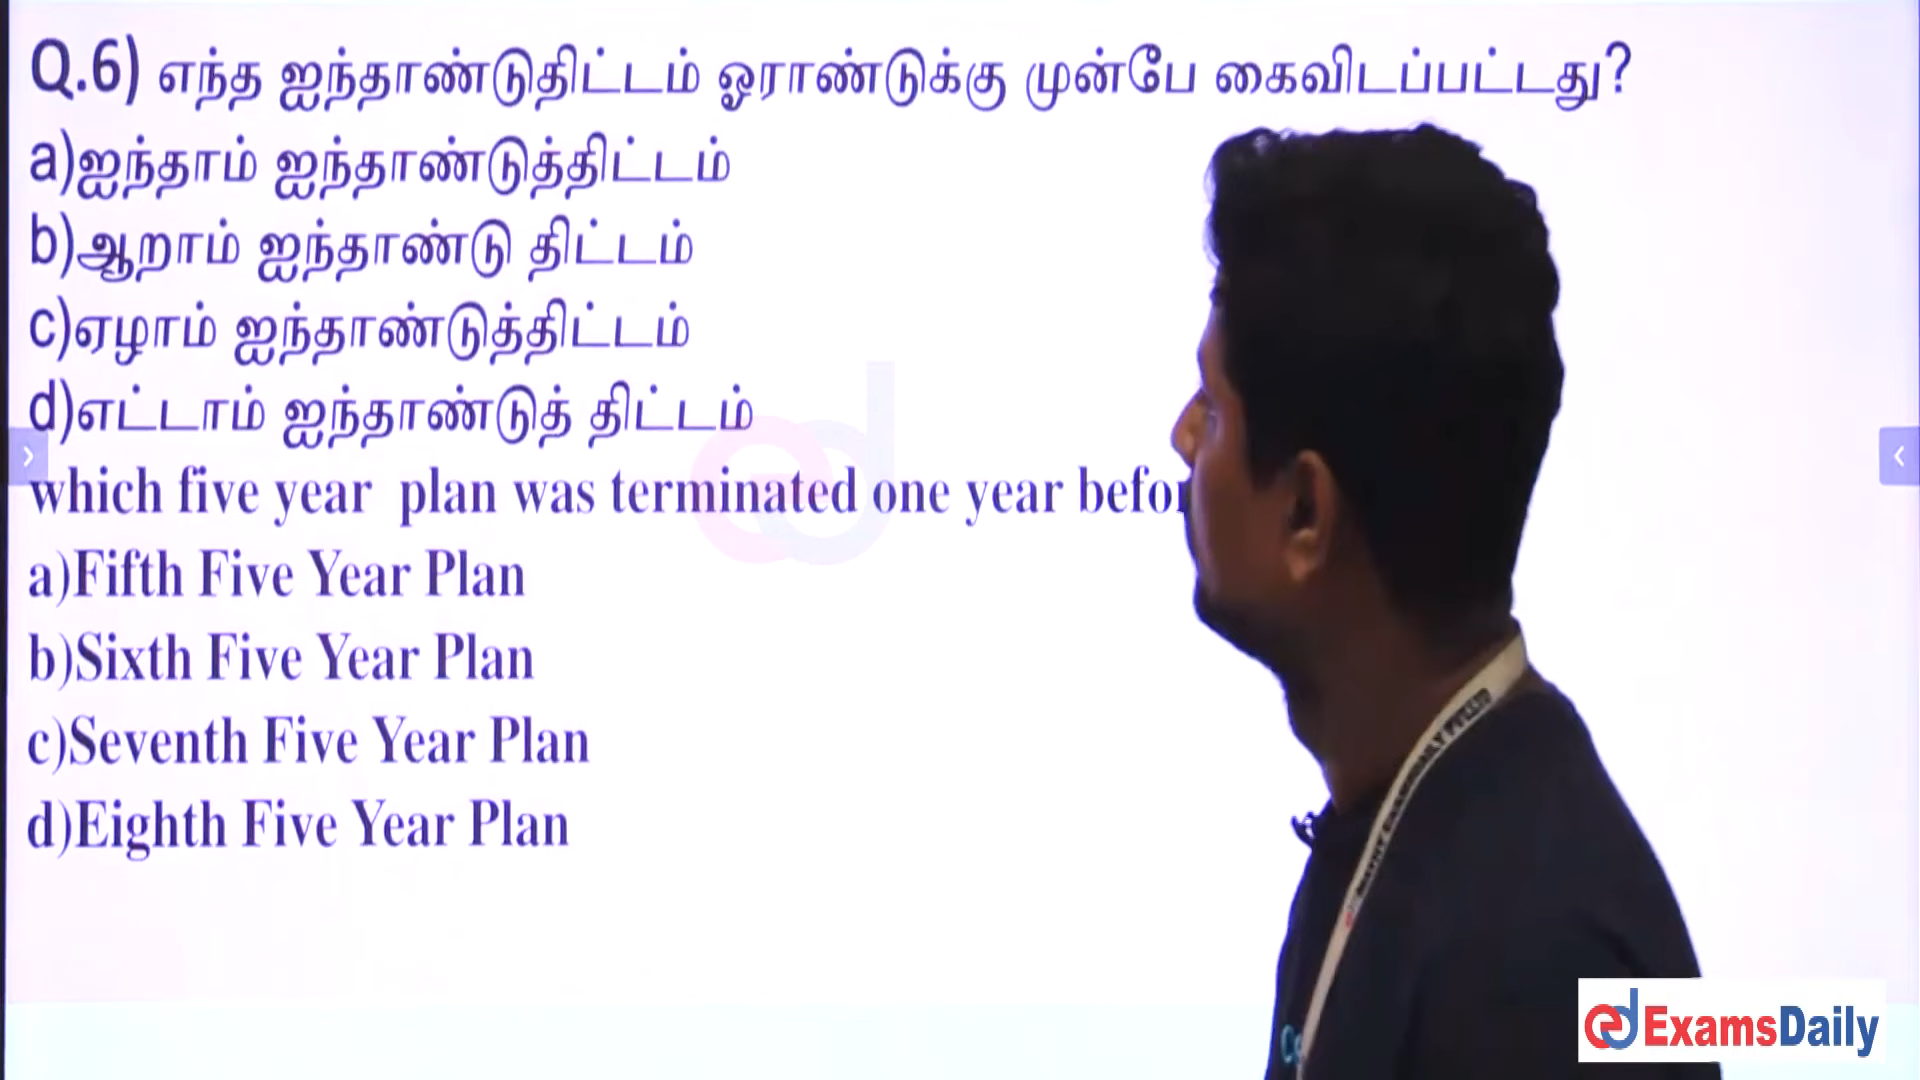 Q.6) எந்த ஐந்தாண்டுதிட்டம் ஓராண்டுக்கு முன்பே கைவிடப்பட்டது?
a)ஐந்தாம் ஐந்தாண்டுத்திட்டம்
b)ஆறாம் ஐந்தாண்டு திட்டம்
c)ஏழாம் ஐந்தாண்டுத்திட்டம்
d)எட்டாம் ஐந்தாண்டுத் திட்டம்
which five year plan was terminated one year
a)Fifth Five Year Plan
b)Sixth Five Year Plan
c)Seventh Five Year Plan
d)Eighth Five Year Plan
ExamsDaily